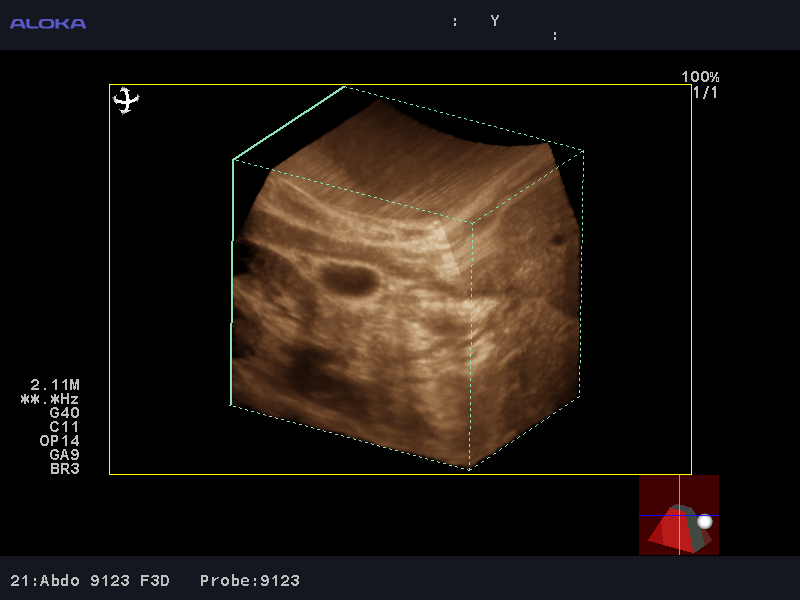 ALOKA
: Y
:
100%
1/1
2.11M
**.*Hz
G40
C11
OP14
GA9
BR3
21:Abdo 9123 F3D Probe:9123